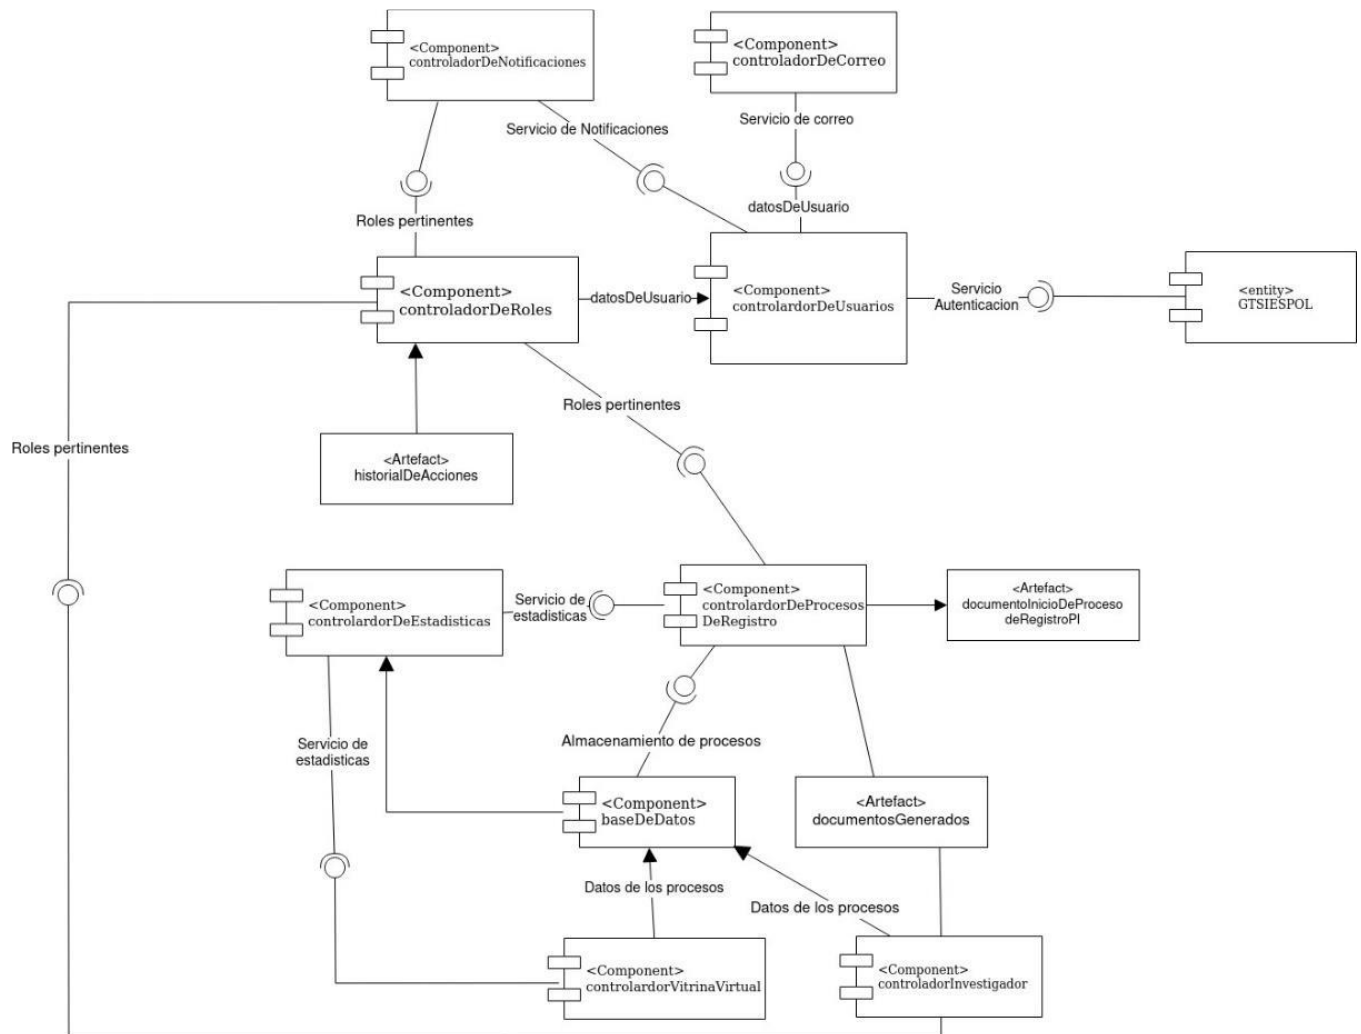 <Component>
controladorDeNotificaciones
<Component>
controladorDeCorreo
Servicio de Notificaciones
Servicio de correo
Roles pertinentes
datosDeUsuario
<Component>
controladorDeRoles
datosDeUsuario
<Component>
controlardorDeUsuarios
Servicio
Autenticacion
<entity>
GTSIESPOL
Roles pertinentes
Roles pertinentes
<Artefact>
historialDeAcciones
<Component>
controlardorDeEstadisticas
Servicio de
estadisticas
<Component>
controlardorDeProcesos
DeRegistro
<Artefact>
documentoInicioDeProceso
deRegistroPI
Servicio de
estadisticas
Almacenamiento de procesos
<Component>
baseDeDatos
<Artefact>
documentosGenerados
Datos de los procesos
Datos de los procesos
<Component>
controlardorVitrinaVirtual
<Component>
controladorInvestigador